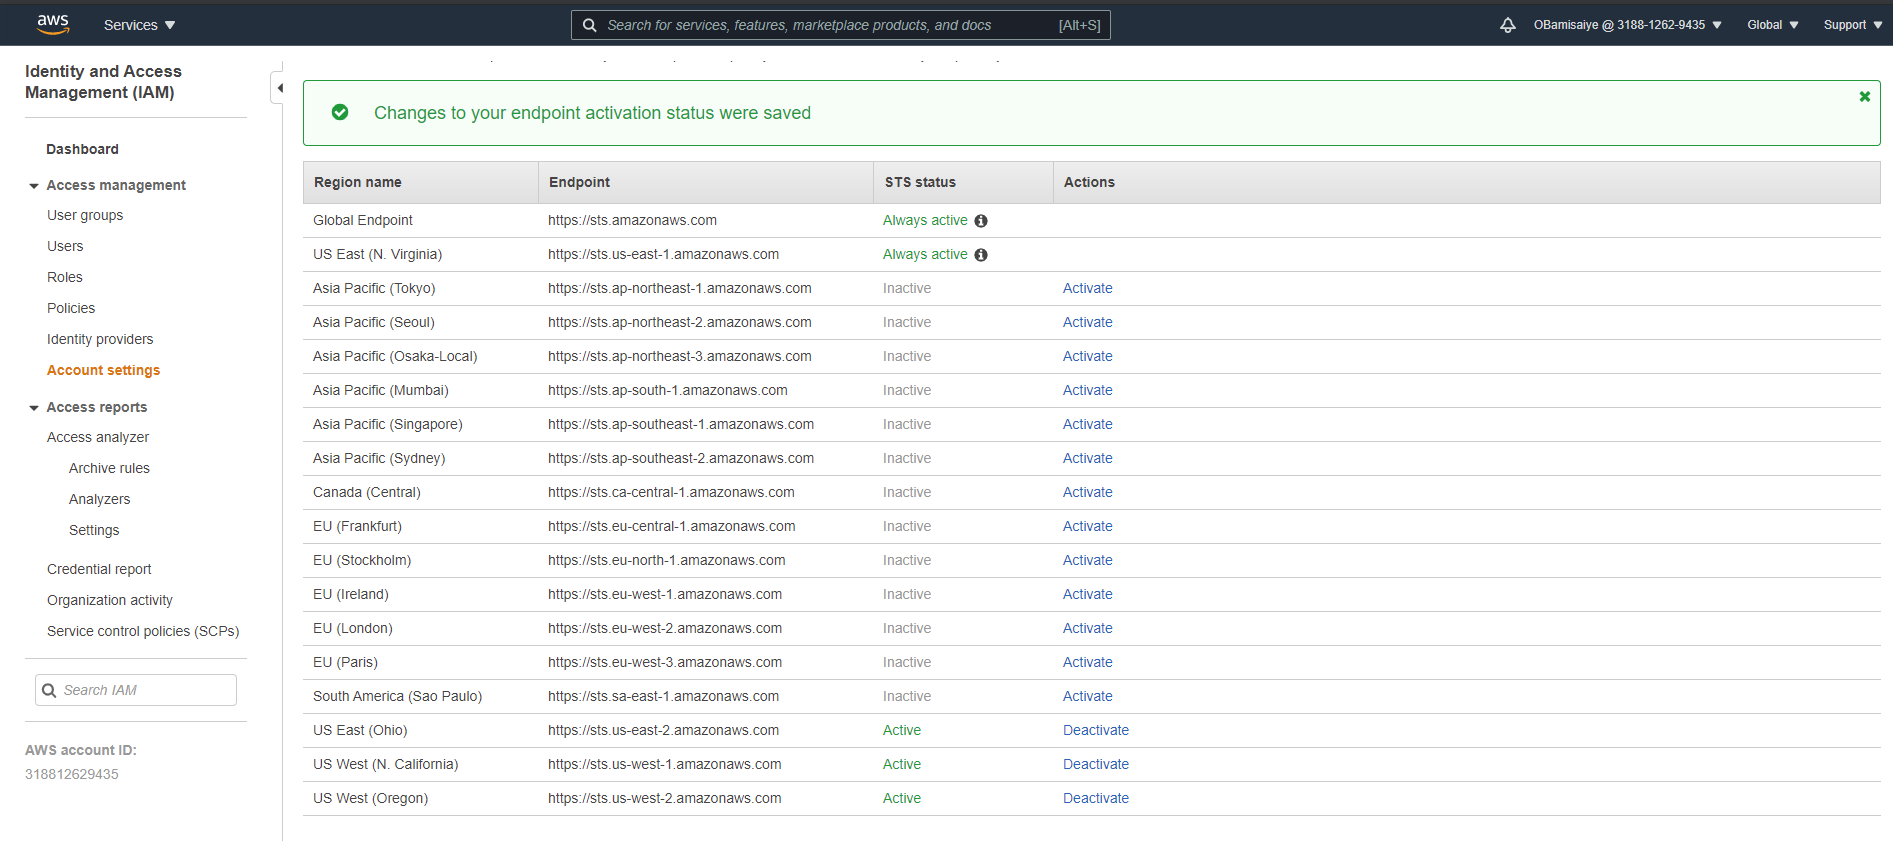 aws Services Search for services, features, marketplace products, and docs [Alt+S] OBamisaiye @ 3188-1262-9435 Global Support
Identity and Access
Management (IAM)
Dashboard
Access management
User groups
Users
Roles
Policies
Identity providers
Account settings
Access reports
Access analyzer
Archive rules
Analyzers
Settings
Credential report
Organization activity
Service control policies (SCPs)
Search IAM
AWS account ID:
318812629435
Changes to your endpoint activation status were saved
Region name Endpoint STS status Actions
Global Endpoint https://sts.amazonaws.com Always active
US East (N. Virginia) https://sts.us-east-1.amazonaws.com Always active
Asia Pacific (Tokyo) https://sts.ap-northeast-1.amazonaws.com Inactive Activate
Asia Pacific (Seoul) https://sts.ap-northeast-2.amazonaws.com Inactive Activate
Asia Pacific (Osaka-Local) https://sts.ap-northeast-3.amazonaws.com Inactive Activate
Asia Pacific (Mumbai) https://sts.ap-south-1.amazonaws.com Inactive Activate
Asia Pacific (Singapore) https://sts.ap-southeast-1.amazonaws.com Inactive Activate
Asia Pacific (Sydney) https://sts.ap-southeast-2.amazonaws.com Inactive Activate
Canada (Central) https://sts.ca-central-1.amazonaws.com Inactive Activate
EU (Frankfurt) https://sts.eu-central-1.amazonaws.com Inactive Activate
EU (Stockholm) https://sts.eu-north-1.amazonaws.com Inactive Activate
EU (Ireland) https://sts.eu-west-1.amazonaws.com Inactive Activate
EU (London) https://sts.eu-west-2.amazonaws.com Inactive Activate
EU (Paris) https://sts.eu-west-3.amazonaws.com Inactive Activate
South America (Sao Paulo) https://sts.sa-east-1.amazonaws.com Inactive Activate
US East (Ohio) https://sts.us-east-2.amazonaws.com Active Deactivate
US West (N. California) https://sts.us-west-1.amazonaws.com Active Deactivate
US West (Oregon) https://sts.us-west-2.amazonaws.com Active Deactivate